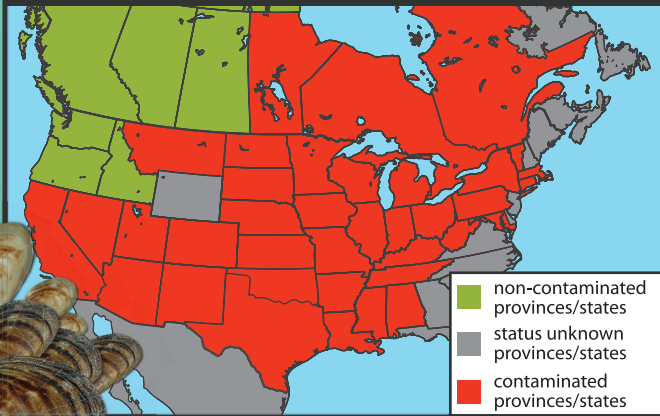 non-contaminated
provinces/states
status unknown
provinces/states
contaminated
provinces/states